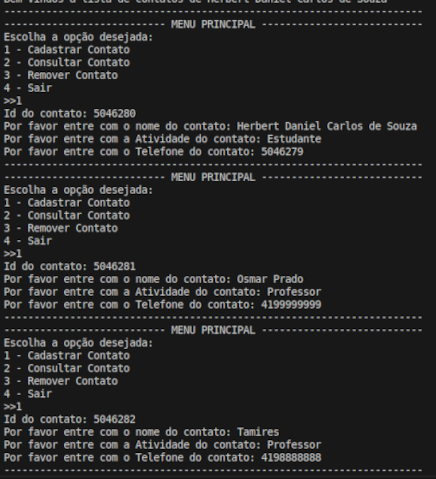 Bem vindos a lista de contatos de Herbert Daniel Carlos de Souza
----------------------------------------------------------------------
--------------------------- MENU PRINCIPAL ---------------------------
Escolha a opção desejada:
1 - Cadastrar Contato
2 - Consultar Contato
3 - Remover Contato
4 - Sair
>>1
Id do contato: 5046280
Por favor entre com o nome do contato: Herbert Daniel Carlos de Souza
Por favor entre com a Atividade do contato: Estudante
Por favor entre com o Telefone do contato: 5046279
----------------------------------------------------------------------
--------------------------- MENU PRINCIPAL ---------------------------
Escolha a opção desejada:
1 - Cadastrar Contato
2 - Consultar Contato
3 - Remover Contato
4 - Sair
>>1
Id do contato: 5046281
Por favor entre com o nome do contato: Osmar Prado
Por favor entre com a Atividade do contato: Professor
Por favor entre com o Telefone do contato: 4199999999
----------------------------------------------------------------------
--------------------------- MENU PRINCIPAL ---------------------------
Escolha a opção desejada:
1 - Cadastrar Contato
2 - Consultar Contato
3 - Remover Contato
4 - Sair
>>1
Id do contato: 5046282
Por favor entre com o nome do contato: Tamires
Por favor entre com a Atividade do contato: Professor
Por favor entre com o Telefone do contato: 4198888888
----------------------------------------------------------------------